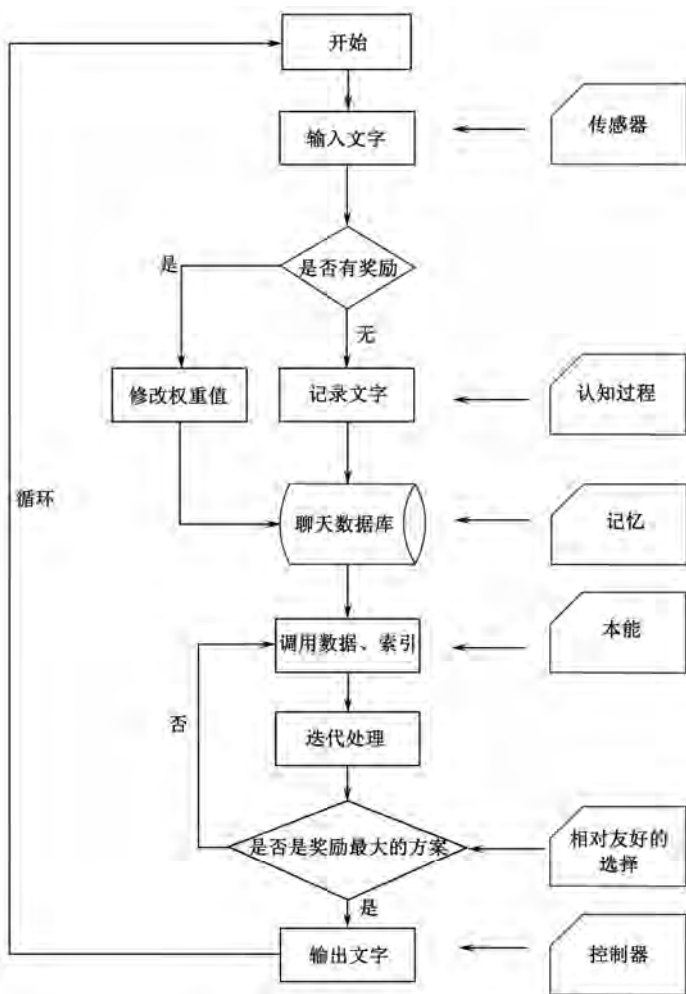 开始
输入文字
传感器
是否有奖励
是
无
修改权重值
记录文字
认知过程
循环
聊天数据库
记忆
调用数据、索引
本能
否
迭代处理
是否是奖励最大的方案
相对友好的
选择
是
输出文字
控制器